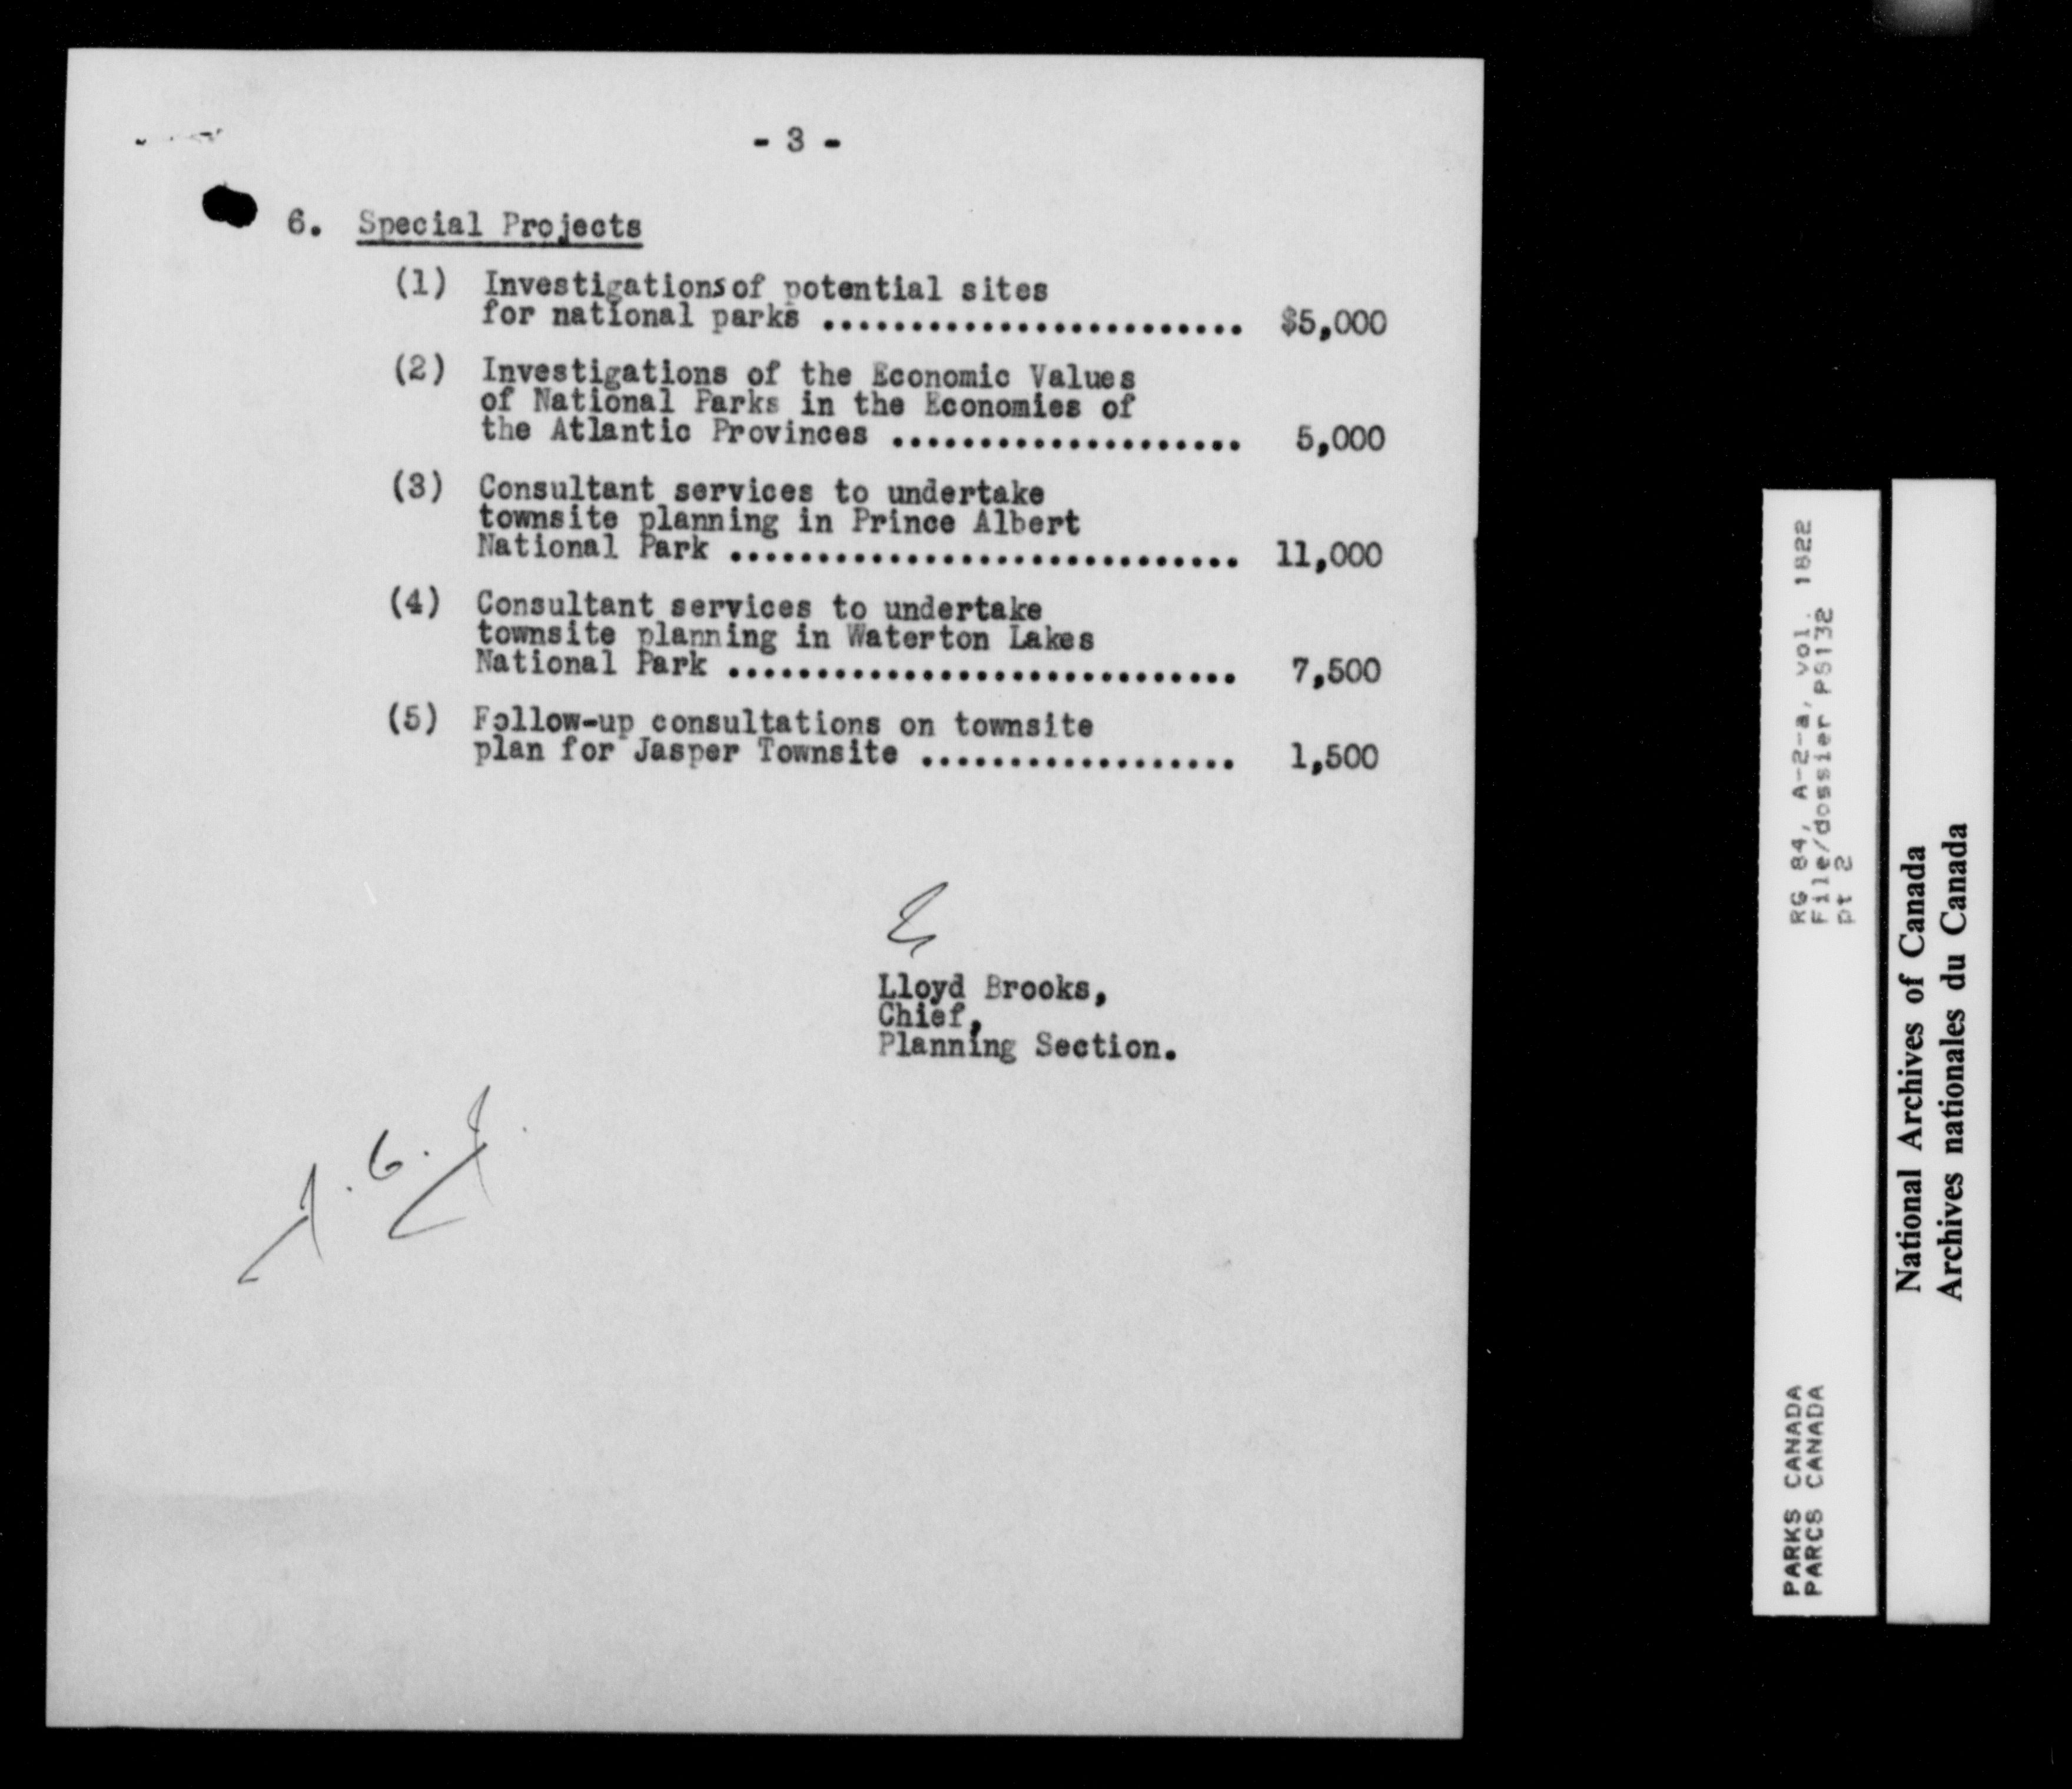 - 3 -
6. Special Projects
(1) Investigations of potential sites
for national parks ........................ $5,000
(2) Investigations of the Economic Values
of National Parks in the Economies of
the Atlantic Provinces .................... 5,000
(3) Consultant services to undertake
townsite planning in Prince Albert
National Park ............................. 11,000
(4) Consultant services to undertake
townsite planning in Waterton Lakes
National Park ............................. 7,500
(5) Follow-up consultations on townsite
plan for Jasper Townsite .................. 1,500
Lloyd Brooks,
Chief,
Planning Section.
RG 84, A-2-a, vol. 1822
File/dossier PS132
pt 2
PARKS CANADA
PARCS CANADA
National Archives of Canada
Archives nationales du Canada